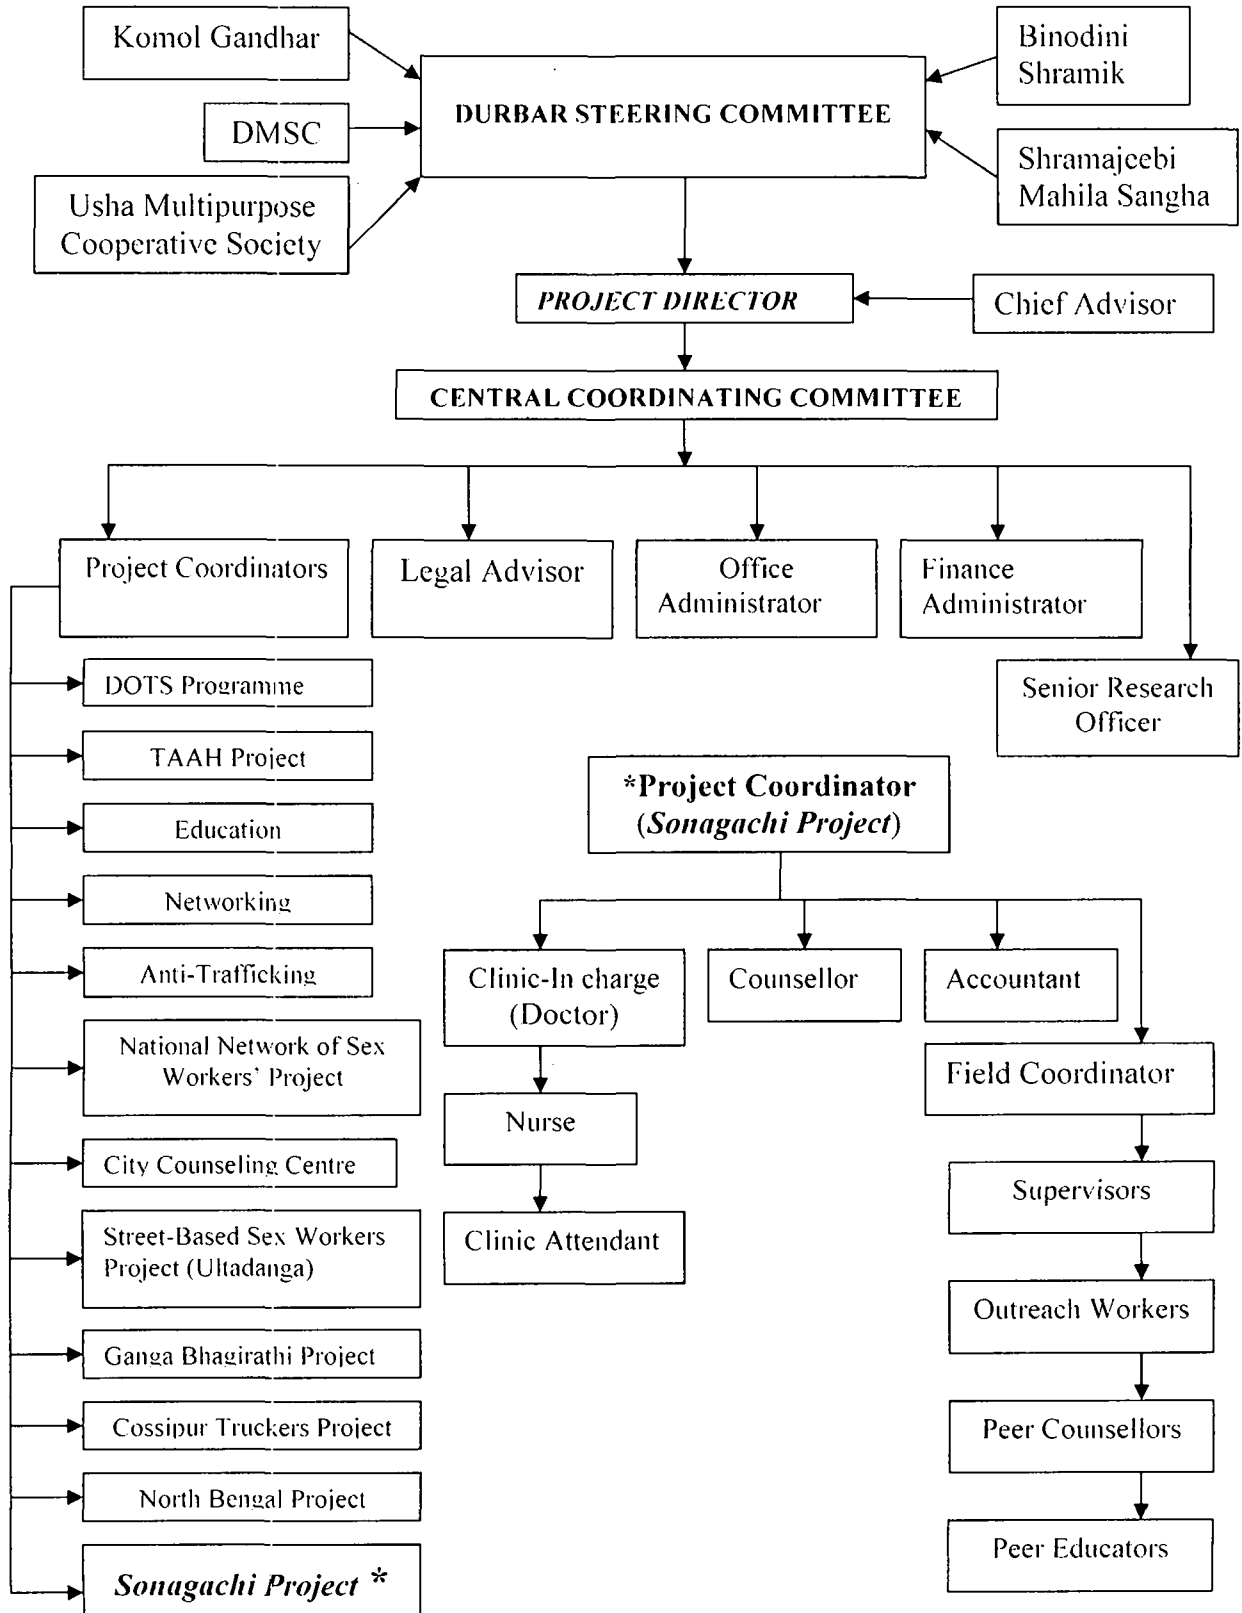 Komol Gandhar
DMSC
Usha Multipurpose
Cooperative Society
DURBAR STEERING COMMITTEE
Binodini
Shramik
Shramajeebi
Mahila Sangha
PROJECT DIRECTOR
Chief Advisor
CENTRAL COORDINATING COMMITTEE
Project Coordinators
Legal Advisor
Office
Administrator
Finance
Administrator
Senior Research
Officer
DOTS Programme
TAAH Project
Education
Networking
Anti-Trafficking
National Network of Sex
Workers' Project
City Counseling Centre
Street-Based Sex Workers
Project (Ultadanga)
Ganga Bhagirathi Project
Cossipur Truckers Project
North Bengal Project
Sonagachi Project *
*Project Coordinator
(Sonagachi Project)
Clinic-In charge
(Doctor)
Counsellor
Accountant
Nurse
Clinic Attendant
Field Coordinator
Supervisors
Outreach Workers
Peer Counsellors
Peer Educators